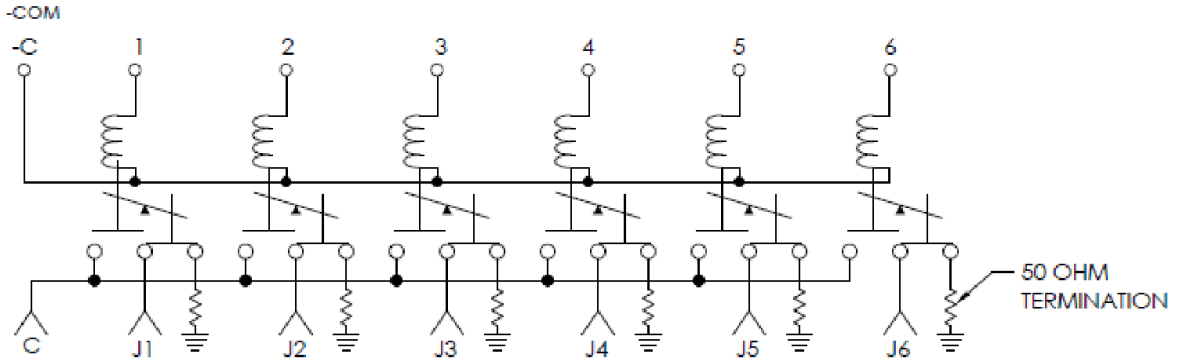 -COM
-C 1 2 3 4 5 6
50 OHM
TERMINATION
C J1 J2 J3 J4 J5 J6